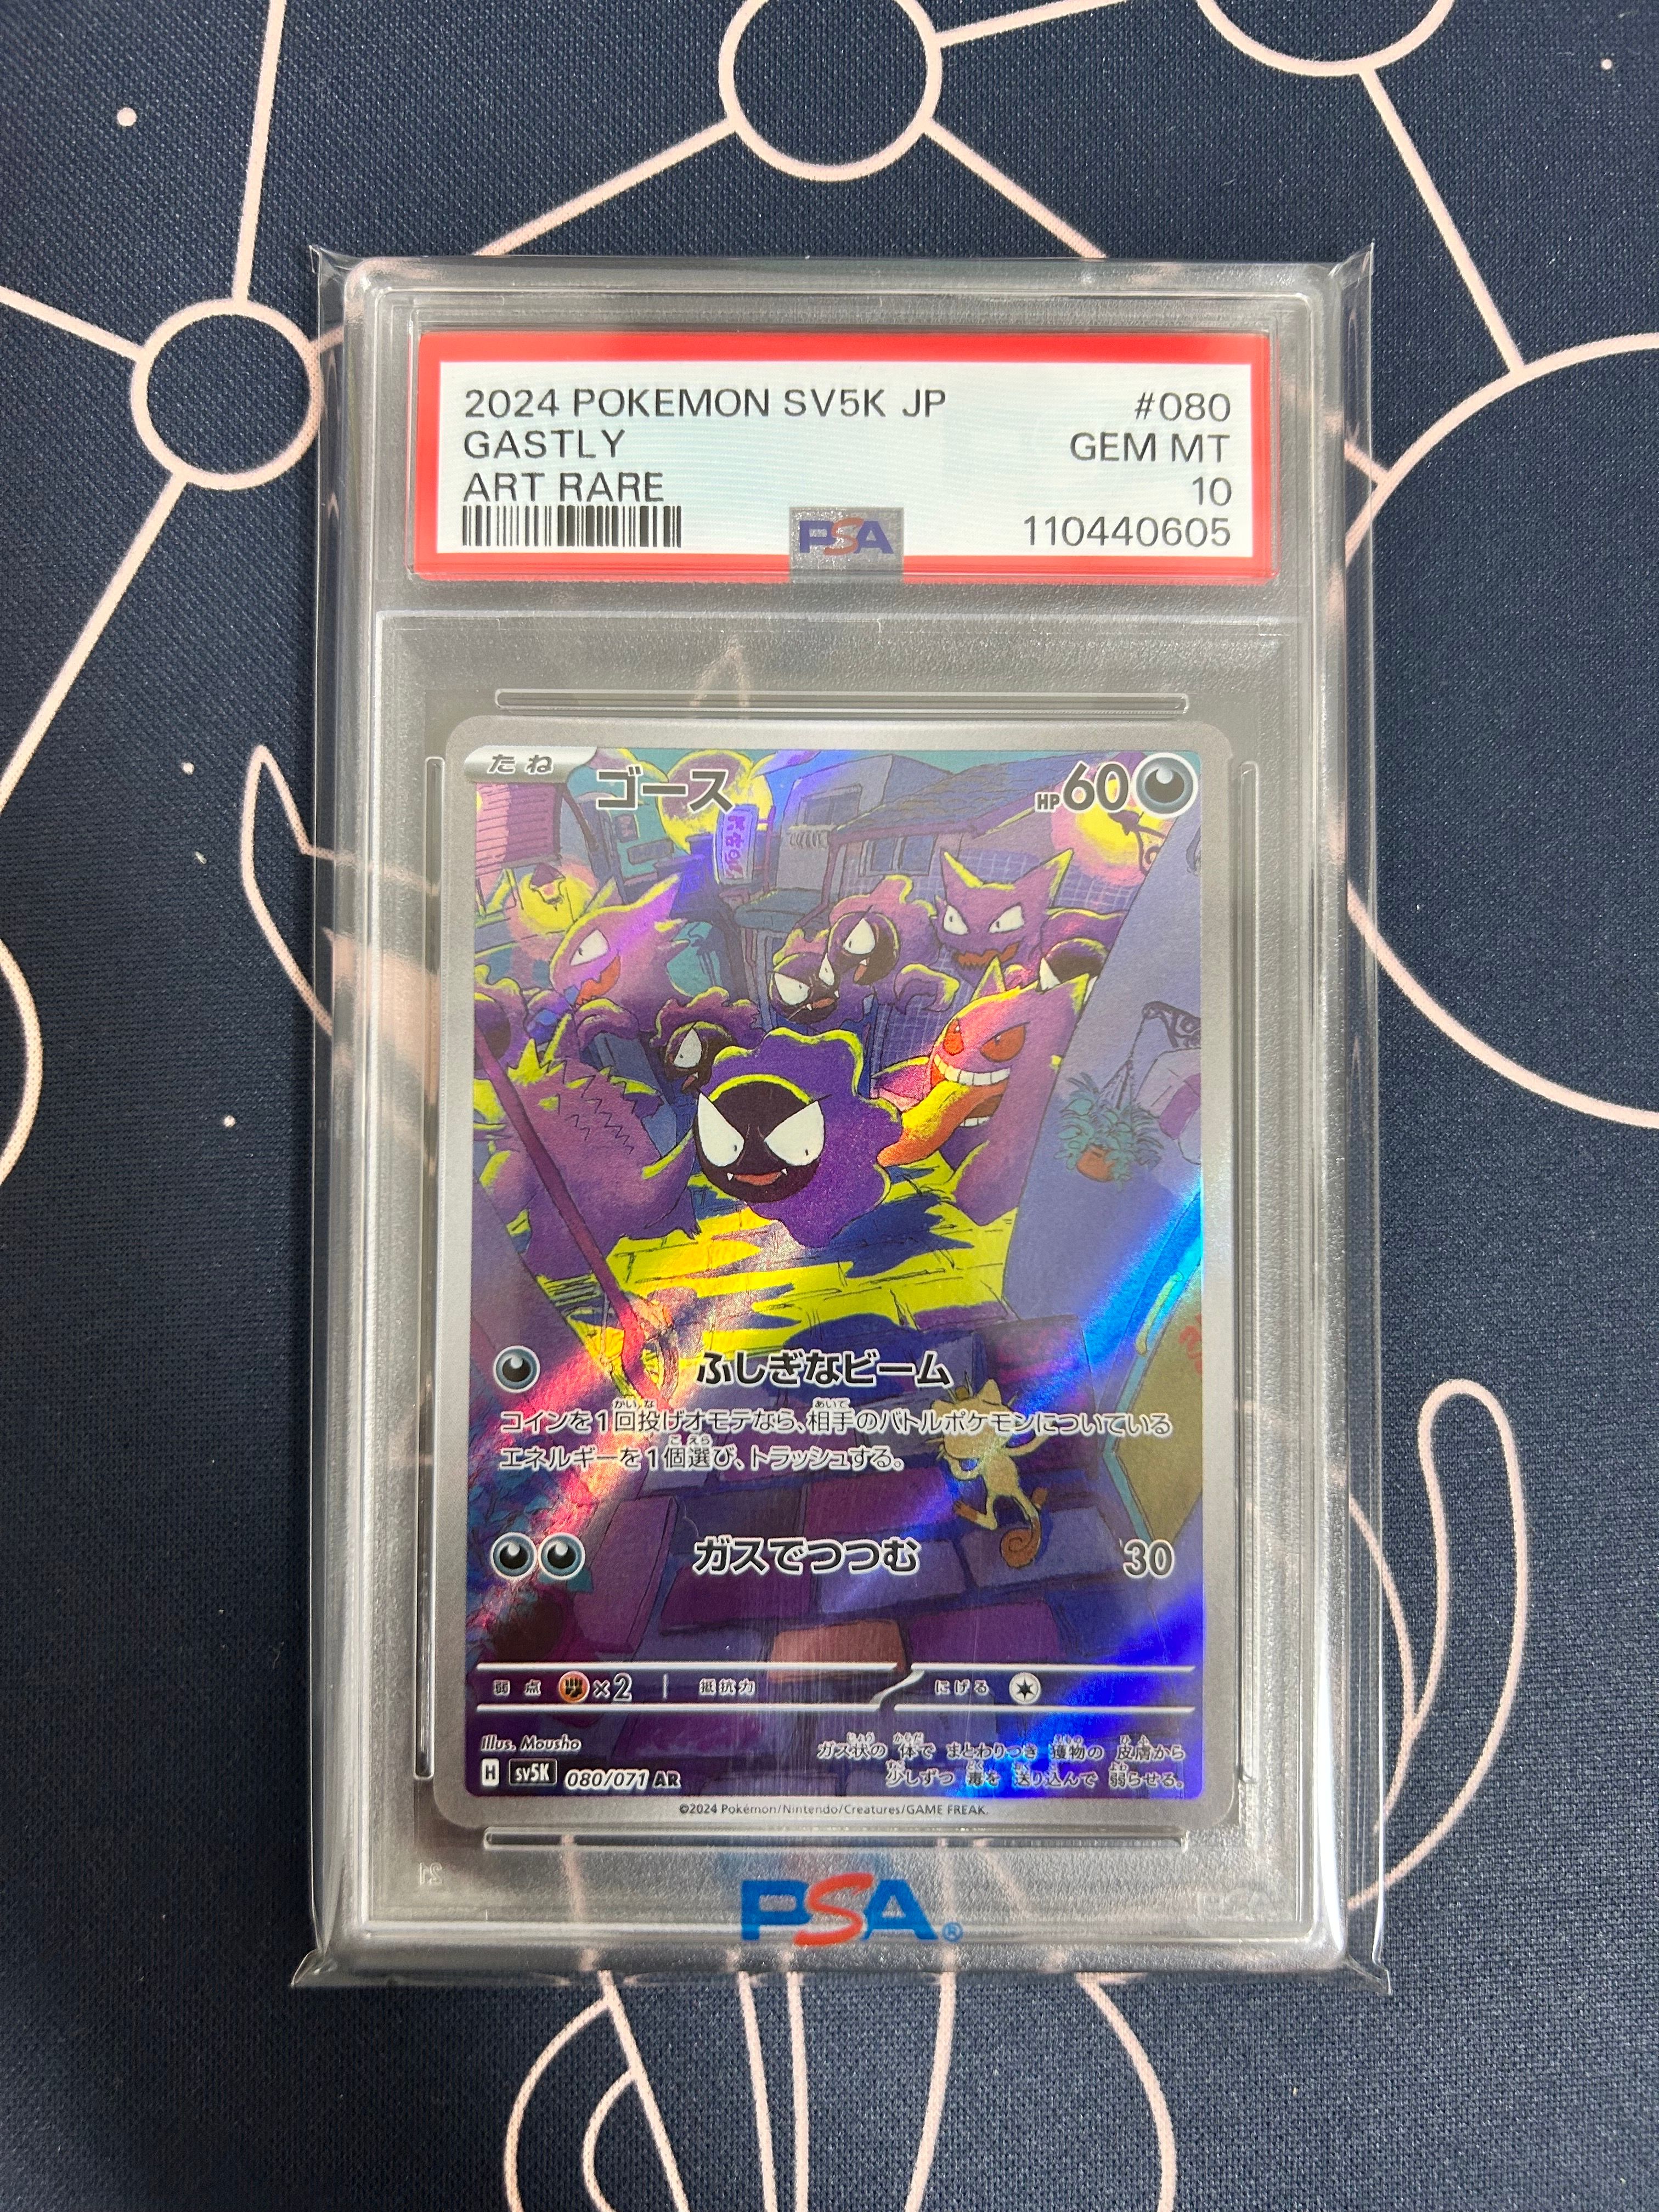 2024 POKEMON SV5K JP #080
GASTLY GEM MT
ART RARE 10
PSA 110440605
たね ゴース HP60
ふしぎなビーム
コインを1回投げオモテなら、相手のバトルポケモンについている
エネルギーを1個選び、トラッシュする。
ガスでつつむ 30
弱点 ×2 抵抗力 にげる
Illus. Mousho
ガス状の 体で まとわりつき 獲物の 皮膚から
少しずつ 毒を 送り込んで 弱らせる。
H sv5K 080/071 AR
©2024 Pokémon/Nintendo/Creatures/GAME FREAK.
PSA®